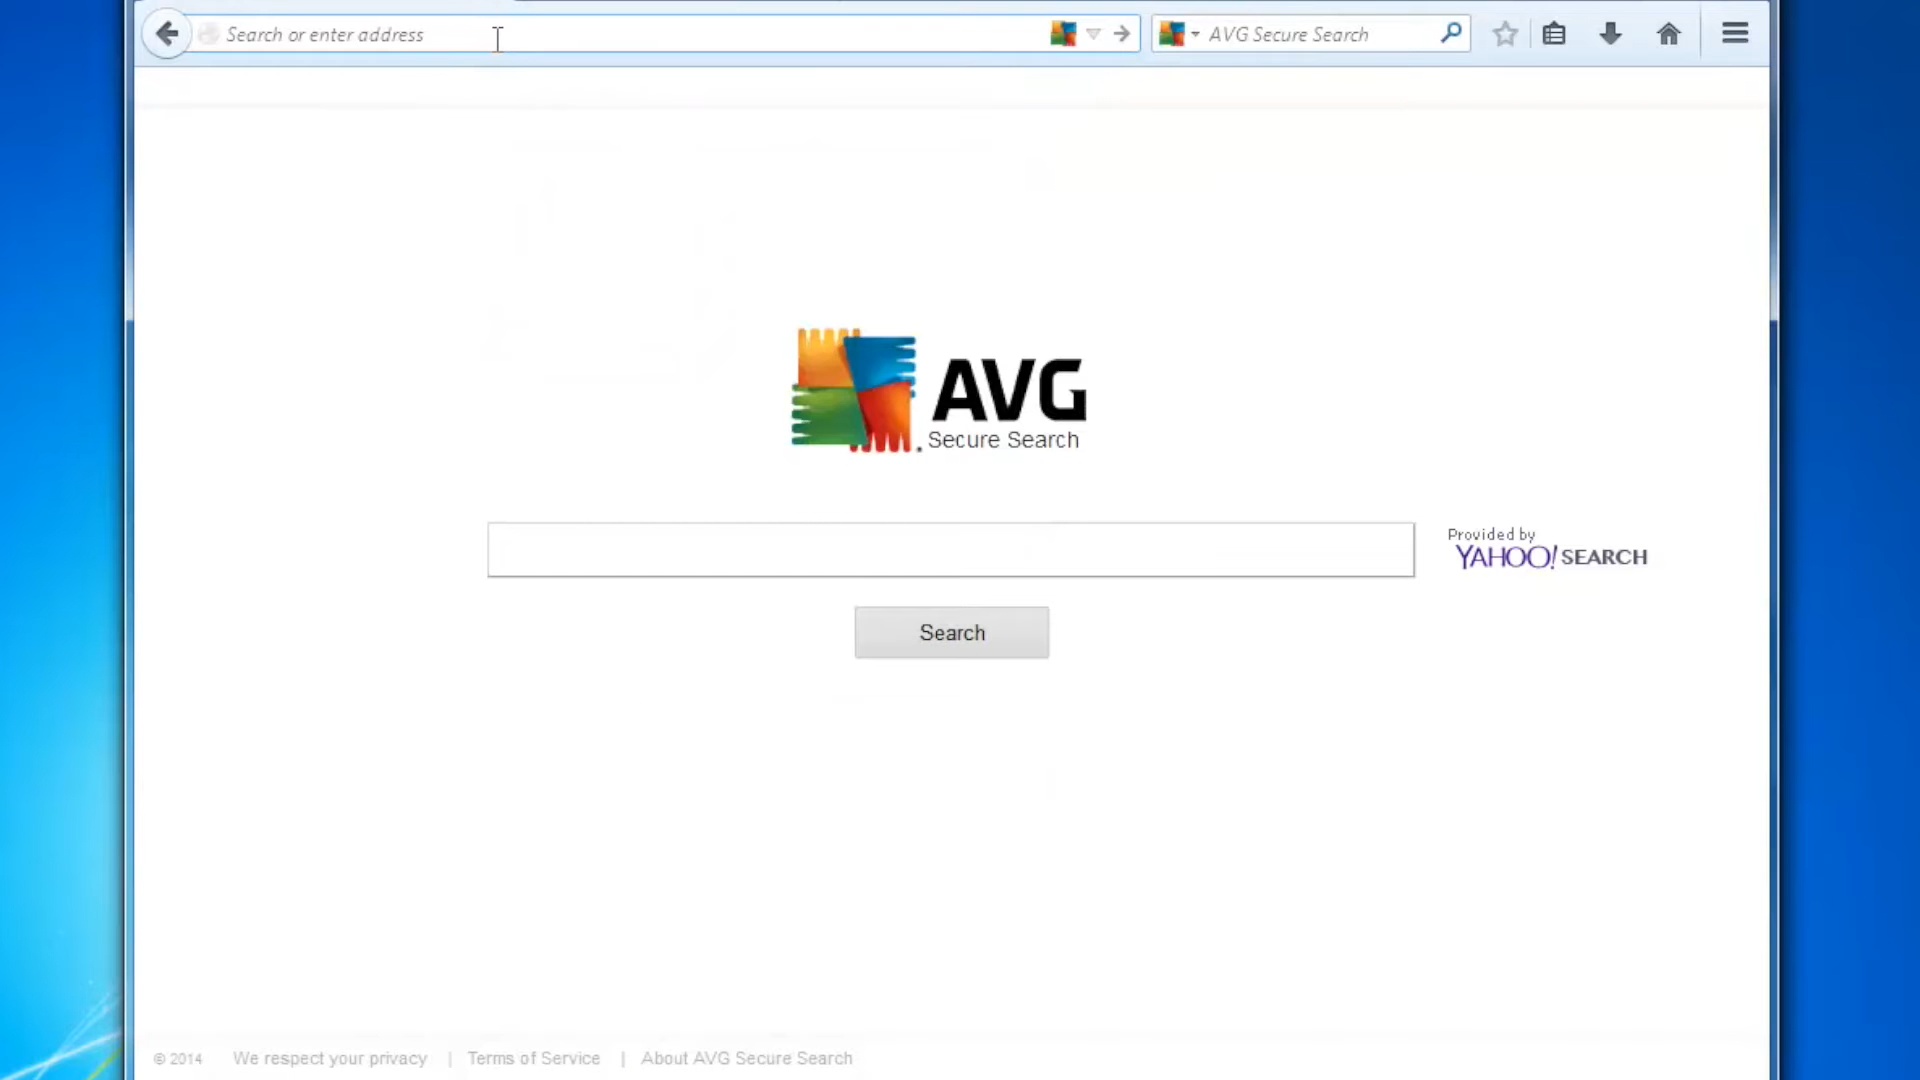 Search or enter address
AVG Secure Search
AVG
Secure Search
Provided by
YAHOO! SEARCH
Search
© 2014 We respect your privacy | Terms of Service | About AVG Secure Search